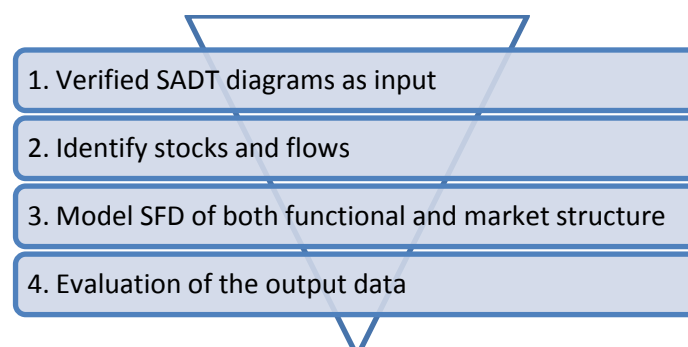 1. Verified SADT diagrams as input
2. Identify stocks and flows
3. Model SFD of both functional and market structure
4. Evaluation of the output data